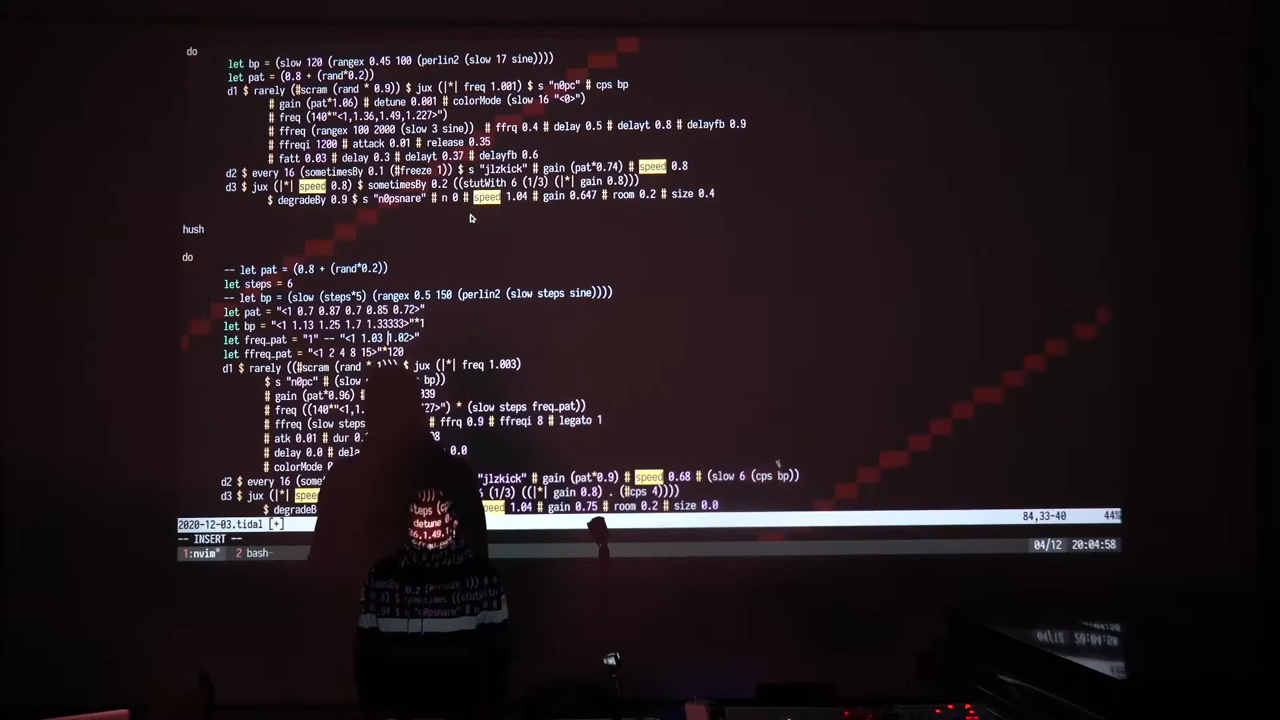 do
let bp = (slow 120 (rangex 0.45 100 (perlin2 (slow 17 sine))))
let pat = (0.8 + (rand*0.2))
d1 $ rarely (#scram (rand * 0.9)) $ jux (|*| freq 1.001) $ s "n0pc" # cps bp
# gain (pat*1.06) # detune 0.001 # colorMode (slow 16 "<0>")
# freq (140*"<1,1.36,1.49,1.227>")
# ffreq (rangex 100 2000 (slow 3 sine)) # ffrq 0.4 # delay 0.5 # delayt 0.8 # delayfb 0.9
# ffreqi 1200 # attack 0.01 # release 0.35
# fatt 0.03 # delay 0.3 # delayt 0.37 # delayfb 0.6
d2 $ every 16 (sometimesBy 0.1 (#freeze 1)) $ s "jlzkick" # gain (pat*0.74) # speed 0.8
d3 $ jux (|*| speed 0.8) $ sometimesBy 0.2 ((stutWith 6 (1/3) (|*| gain 0.8)))
$ degradeBy 0.9 $ s "n0psnare" # n 0 # speed 1.04 # gain 0.647 # room 0.2 # size 0.4
hush
do
-- let pat = (0.8 + (rand*0.2))
let steps = 6
-- let bp = (slow (steps*5) (rangex 0.5 150 (perlin2 (slow steps sine))))
let pat = "<1 0.7 0.87 0.7 0.85 0.72>"
let bp = "<1 1.13 1.25 1.7 1.33333>"*1
let freq_pat = "1" -- "<1 1.03 1.02>"
let ffreq_pat = "<1 2 4 8 15>"*120
d1 $ rarely ((#scram (rand * 1))) $ jux (|*| freq 1.003)
$ s "n0pc" # (slow bp))
# gain (pat*0.96) # 039
# freq ((140*"<1,1. 27>") * (slow steps freq_pat))
# ffreq (slow steps # ffrq 0.9 # ffreqi 8 # legato 1
# atk 0.01 # dur 0. 08
# delay 0.0 # dela 0.0
# colorMode
d2 $ every 16 (some "jlzkick" # gain (pat*0.9) # speed 0.68 # (slow 6 (cps bp))
d3 $ jux (|*| spee 6 (1/3) ((|*| gain 0.8) . (#cps 4))))
$ degradeB speed 1.04 # gain 0.75 # room 0.2 # size 0.0
2020-12-03.tidal [+] 84,33-40 44%
-- INSERT --
1:nvim* 2 bash- 04/12 20:04:58